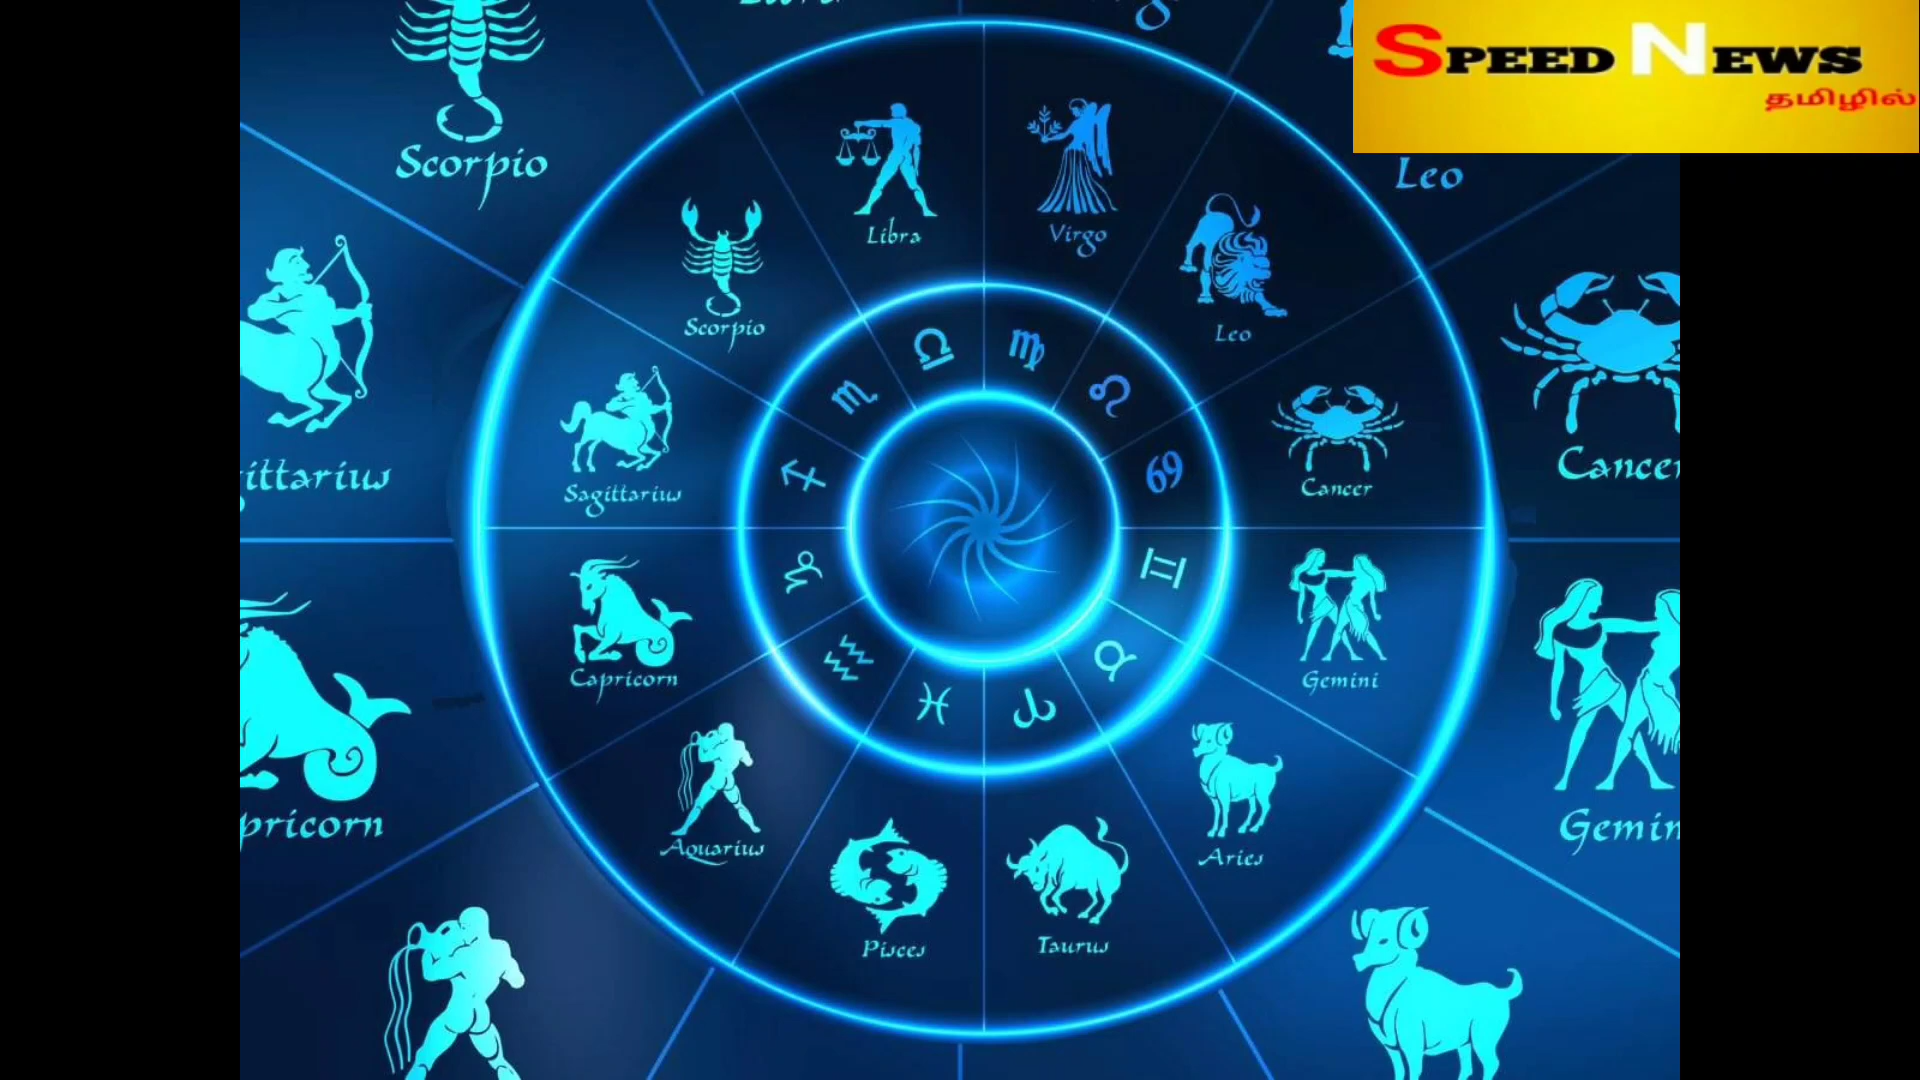 SPEED NEWS
தமிழில்
Scorpio
Leo
Libra
Virgo
Scorpio
Leo
Sagittarius
Cancer
ittarius
Cancer
Capricorn
Gemini
pricorn
Gemin
Aquarius
Aries
Pisces
Taurus